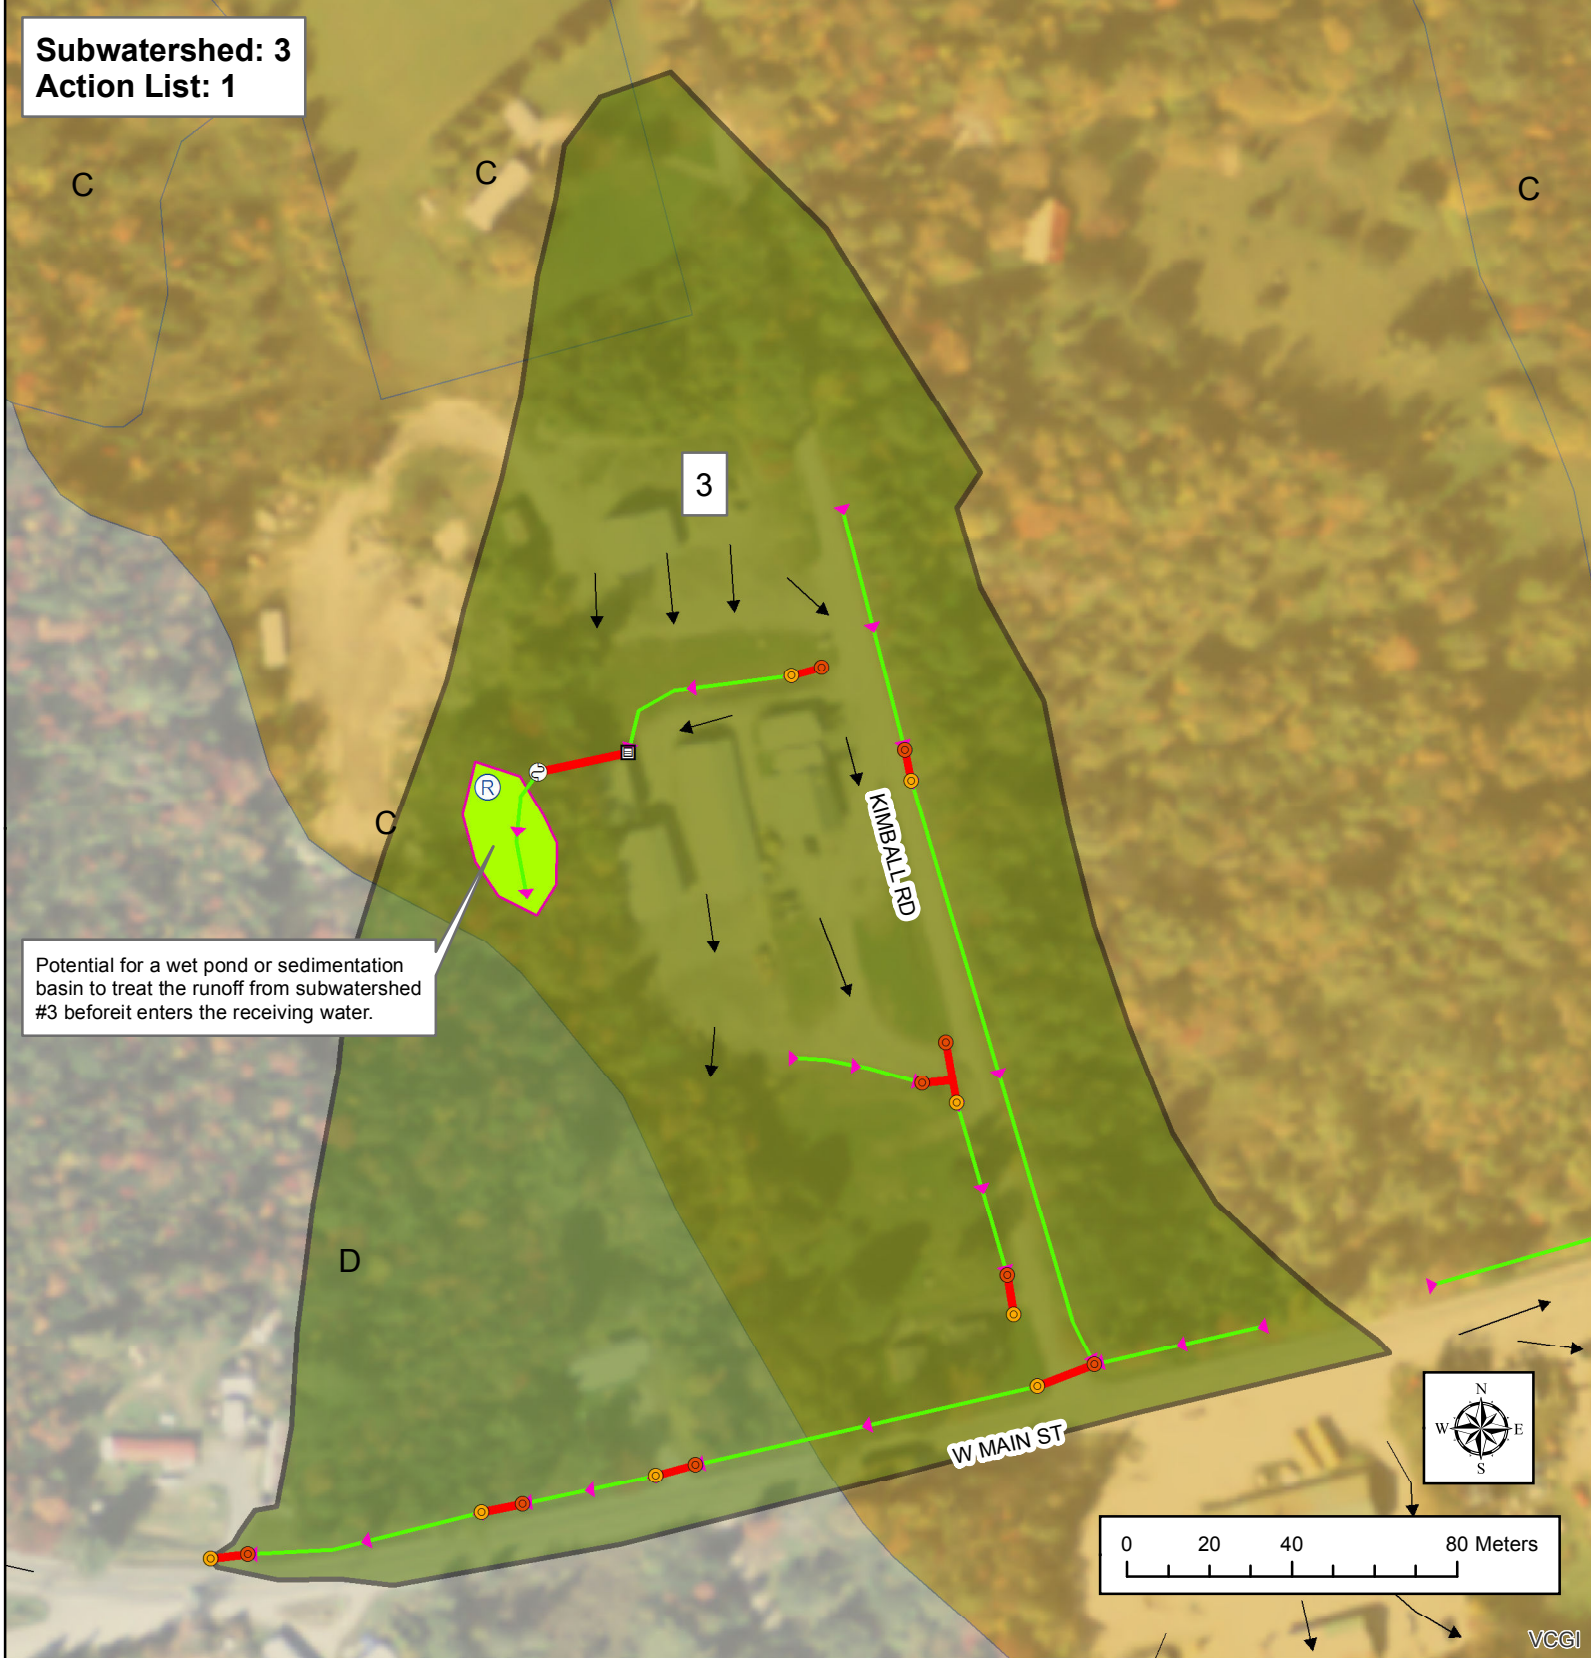 Subwatershed: 3
Action List: 1
C
C
C
3
R
C
KIMBALL RD
Potential for a wet pond or sedimentation
basin to treat the runoff from subwatershed
#3 beforeit enters the receiving water.
D
W MAIN ST
N
W E
S
0 20 40 80 Meters
VCGI